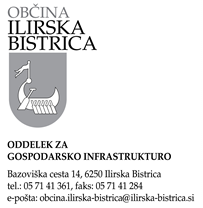 OBČINA
ILIRSKA
BISTRICA
ODDELEK ZA
GOSPODARSKO INFRASTRUKTURO
Bazoviška cesta 14, 6250 Ilirska Bistrica
tel.: 05 71 41 361, faks: 05 71 41 284
e-pošta: obcina.ilirska-bistrica@ilirska-bistrica.si